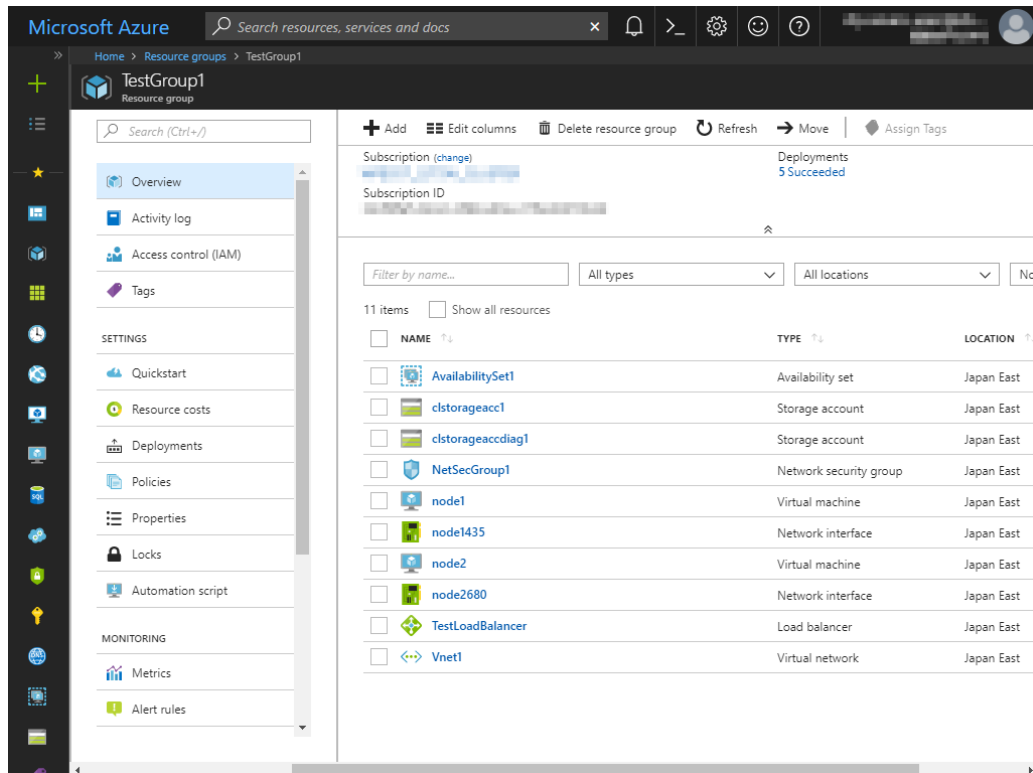 Microsoft Azure
Search resources, services and docs
Home > Resource groups > TestGroup1
TestGroup1
Resource group
Search (Ctrl+/)
Add
Edit columns
Delete resource group
Refresh
Move
Assign Tags
Subscription (change)
Deployments
5 Succeeded
Subscription ID
Overview
Activity log
Access control (IAM)
Tags
SETTINGS
Quickstart
Resource costs
Deployments
Policies
Properties
Locks
Automation script
MONITORING
Metrics
Alert rules
Filter by name...
All types
All locations
No
11 items
Show all resources
NAME TYPE LOCATION
AvailabilitySet1 Availability set Japan East
clstorageacc1 Storage account Japan East
clstorageaccdiag1 Storage account Japan East
NetSecGroup1 Network security group Japan East
node1 Virtual machine Japan East
node1435 Network interface Japan East
node2 Virtual machine Japan East
node2680 Network interface Japan East
TestLoadBalancer Load balancer Japan East
Vnet1 Virtual network Japan East